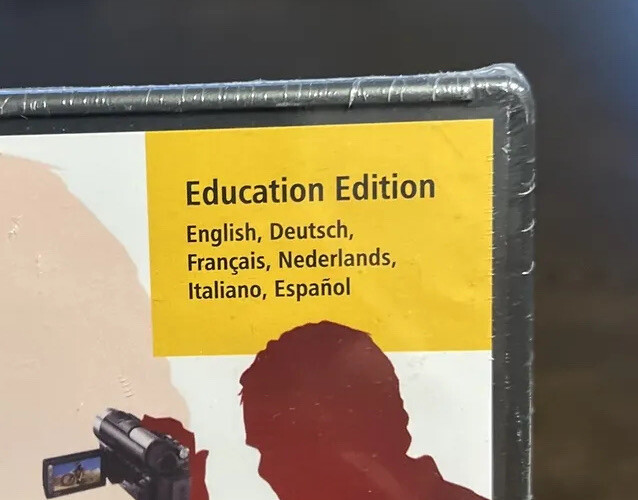 Education Edition
English, Deutsch,
Français, Nederlands,
Italiano, Español